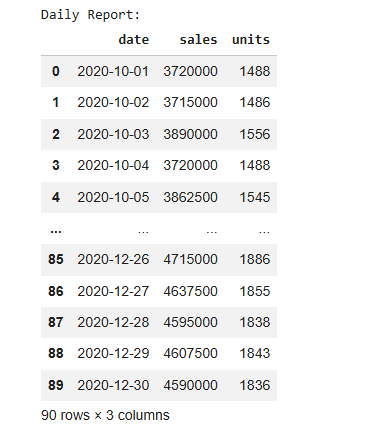 Daily Report:
date sales units
0 2020-10-01 3720000 1488
1 2020-10-02 3715000 1486
2 2020-10-03 3890000 1556
3 2020-10-04 3720000 1488
4 2020-10-05 3862500 1545
... ... ... ...
85 2020-12-26 4715000 1886
86 2020-12-27 4637500 1855
87 2020-12-28 4595000 1838
88 2020-12-29 4607500 1843
89 2020-12-30 4590000 1836
90 rows × 3 columns